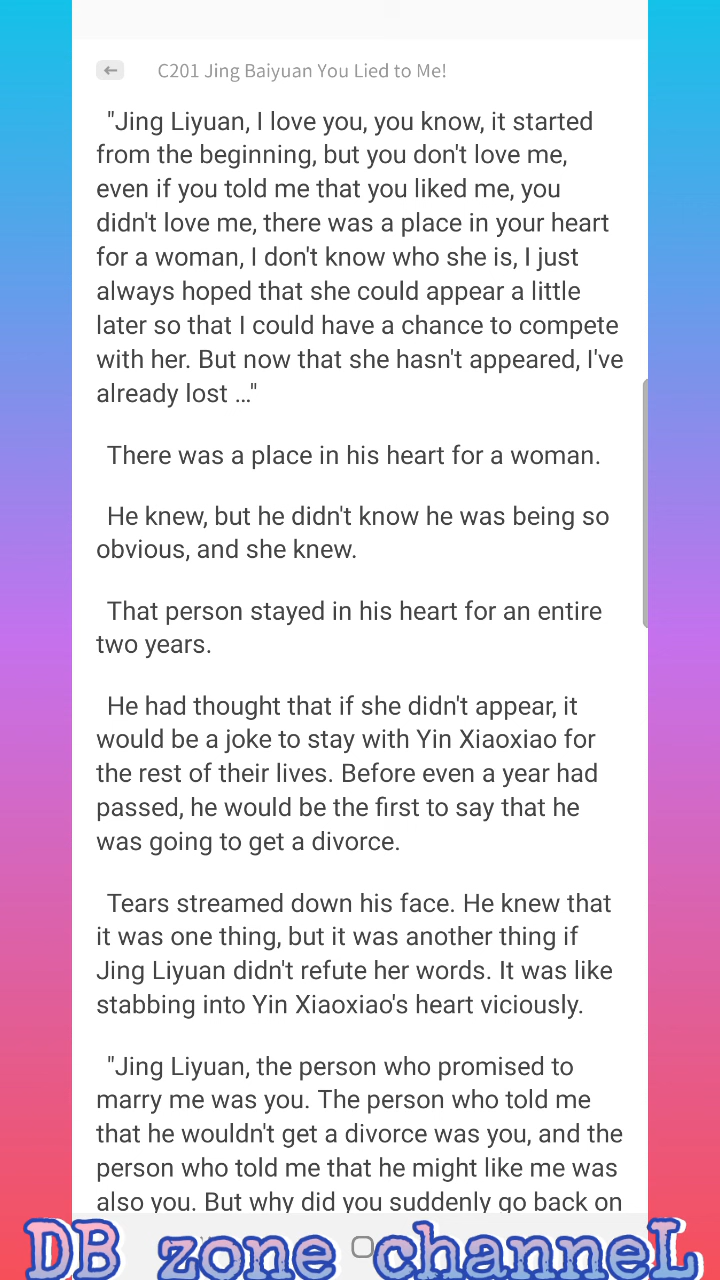 C201 Jing Baiyuan You Lied to Me!
"Jing Liyuan, I love you, you know, it started
from the beginning, but you don't love me,
even if you told me that you liked me, you
didn't love me, there was a place in your heart
for a woman, I don't know who she is, I just
always hoped that she could appear a little
later so that I could have a chance to compete
with her. But now that she hasn't appeared, I've
already lost ..."
There was a place in his heart for a woman.
He knew, but he didn't know he was being so
obvious, and she knew.
That person stayed in his heart for an entire
two years.
He had thought that if she didn't appear, it
would be a joke to stay with Yin Xiaoxiao for
the rest of their lives. Before even a year had
passed, he would be the first to say that he
was going to get a divorce.
Tears streamed down his face. He knew that
it was one thing, but it was another thing if
Jing Liyuan didn't refute her words. It was like
stabbing into Yin Xiaoxiao's heart viciously.
"Jing Liyuan, the person who promised to
marry me was you. The person who told me
that he wouldn't get a divorce was you, and the
person who told me that he might like me was
also you. But why did you suddenly go back on
DB zone channeL